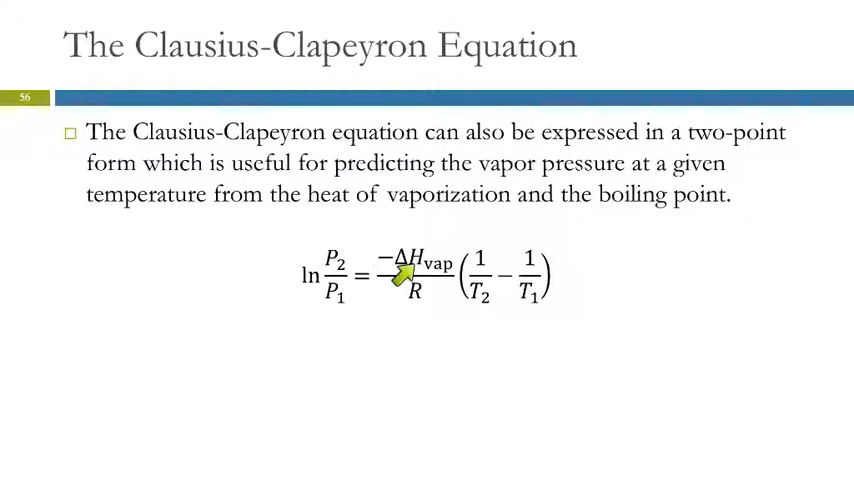 The Clausius-Clapeyron Equation
56
The Clausius-Clapeyron equation can also be expressed in a two-point
form which is useful for predicting the vapor pressure at a given
temperature from the heat of vaporization and the boiling point.
ln P₂/P₁ = −ΔH_vap/R (1/T₂ − 1/T₁)